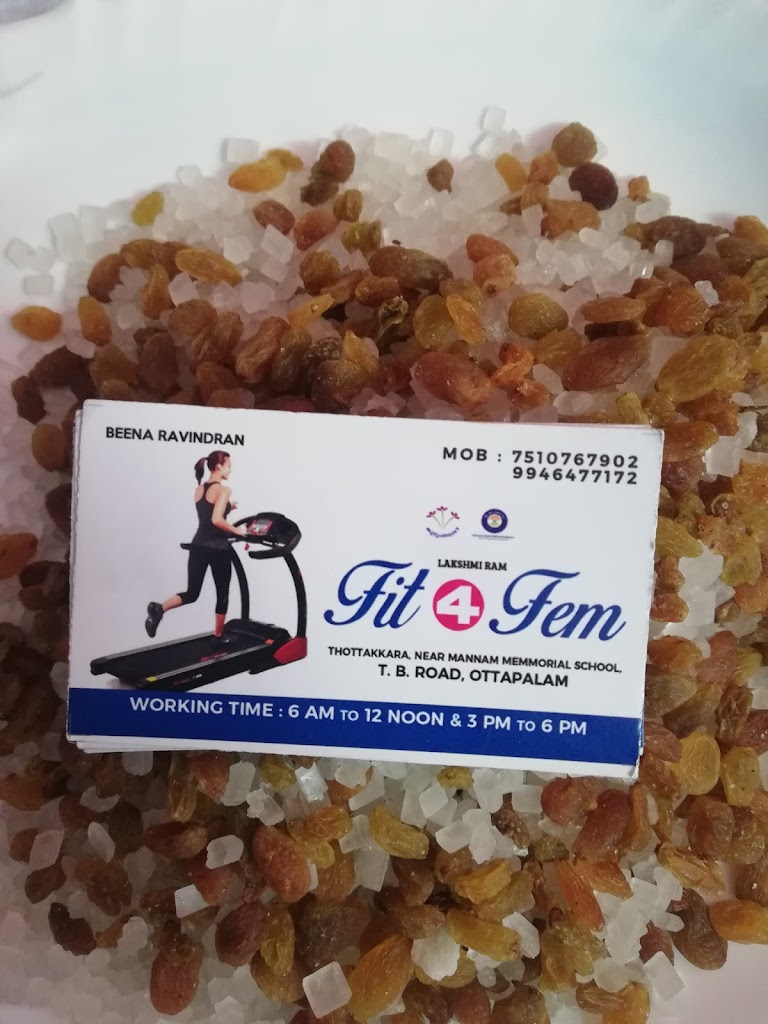 BEENA RAVINDRAN
MOB : 7510767902
9946477172
LAKSHMI RAM
Fit 4 Fem
THOTTAKKARA, NEAR MANNAM MEMMORIAL SCHOOL,
T. B. ROAD, OTTAPALAM
WORKING TIME : 6 AM TO 12 NOON & 3 PM TO 6 PM